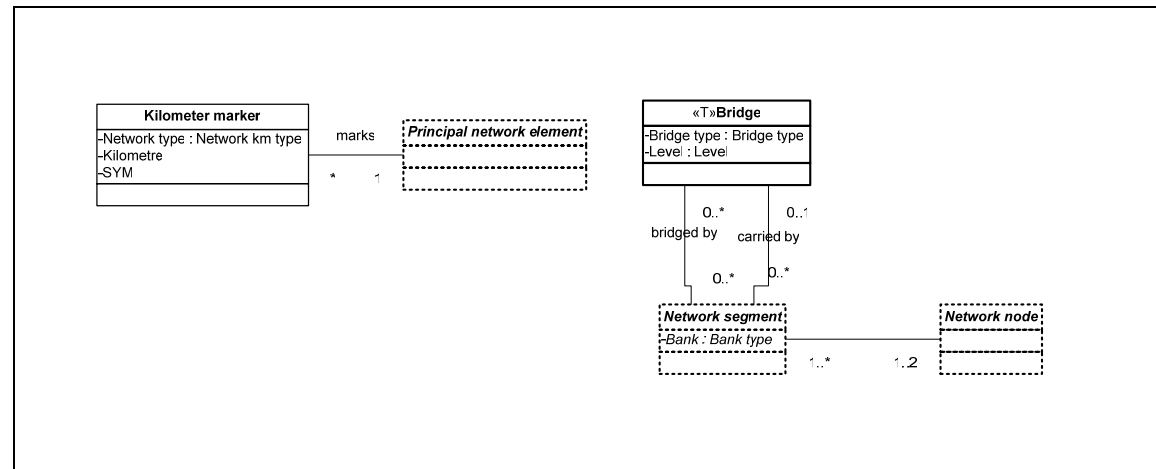 Kilometer marker
-Network type : Network km type
-Kilometre
-SYM
marks
* 1
Principal network element
«T»Bridge
-Bridge type : Bridge type
-Level : Level
0..* 0..1
bridged by carried by
0..* 0..*
Network segment
-Bank : Bank type
1..* 1..2
Network node